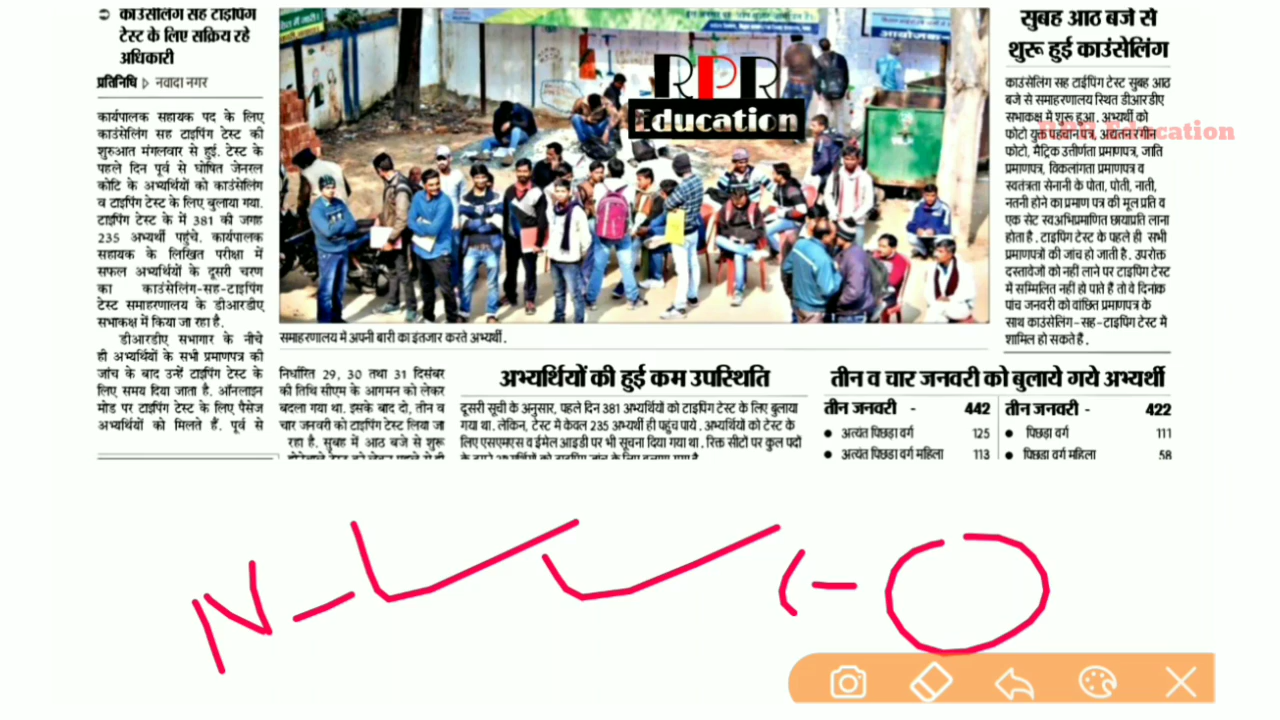 काउंसेलिंग सह टाइपिंग
टेस्ट के लिए सक्रिय रहे
अधिकारी
प्रतिनिधि ▷ नवादा नगर
कार्यपालक सहायक पद के लिए
काउंसेलिंग सह टाइपिंग टेस्ट की
शुरुआत मंगलवार से हुई. टेस्ट के
पहले दिन पूर्व से घोषित जेनरल
कोटि के अभ्यर्थियों को काउंसेलिंग
व टाइपिंग टेस्ट के लिए बुलाया गया.
टाइपिंग टेस्ट के में 381 की जगह
235 अभ्यर्थी पहुंचे. कार्यपालक
सहायक के लिखित परीक्षा में
सफल अभ्यर्थियों के दूसरी चरण
का काउंसेलिंग-सह-टाइपिंग
टेस्ट समाहरणालय के डीआरडीए
सभाकक्ष में किया जा रहा है.
डीआरडीए सभागार के नीचे
ही अभ्यर्थियों के सभी प्रमाणपत्र की
जांच के बाद उन्हें टाइपिंग टेस्ट के
लिए समय दिया जाता है. ऑनलाइन
मोड पर टाइपिंग टेस्ट के लिए पैसेज
अभ्यर्थियों को मिलते हैं. पूर्व से
आयोजक
RPR
Education
समाहरणालय में अपनी बारी का इंतजार करते अभ्यर्थी.
निर्धारित 29, 30 तथा 31 दिसंबर
की तिथि सीएम के आगमन को लेकर
बदला गया था. इसके बाद दो, तीन व
चार जनवरी को टाइपिंग टेस्ट लिया जा
रहा है. सुबह में आठ बजे से शुरू
अभ्यर्थियों की हुई कम उपस्थिति
दूसरी सूची के अनुसार, पहले दिन 381 अभ्यर्थियों को टाइपिंग टेस्ट के लिए बुलाया
गया था. लेकिन, टेस्ट में केवल 235 अभ्यर्थी ही पहुंच पाये. अभ्यर्थियों को टेस्ट के
लिए एसएमएस व ईमेल आइडी पर भी सूचना दिया गया था. रिक्त सीटों पर कुल पदों
सुबह आठ बजे से
शुरू हुई काउंसेलिंग
काउंसेलिंग सह टाईपिंग टेस्ट सुबह आठ
बजे से समाहरणालय स्थित डीआरडीए
सभाकक्ष में शुरू हुआ. अभ्यर्थी को
फोटो युक्त पहचान पत्र, अद्यतन रंगीन
फोटो, मैट्रिक उत्तीर्णता प्रमाणपत्र, जाति
प्रमाणपत्र, विकलांगता प्रमाणपत्र व
स्वतंत्रता सेनानी के पोता, पोती, नाती,
नतनी होने का प्रमाण पत्र की मूल प्रति व
एक सेट स्वअभिप्रमाणित छायाप्रति लाना
होता है. टाइपिंग टेस्ट के पहले ही सभी
प्रमाणपत्रों की जांच हो जाती है. उपरोक्त
दस्तावेजों को नहीं लाने पर टाइपिंग टेस्ट
में सम्मिलित नहीं हो पाते हैं तो वे दिनांक
पांच जनवरी को वांछित प्रमाणपत्र के
साथ काउंसेलिंग-सह-टाइपिंग टेस्ट में
शामिल हो सकते हैं.
RPR Education
तीन व चार जनवरी को बुलाये गये अभ्यर्थी
तीन जनवरी - 442
● अत्यंत पिछड़ा वर्ग 125
● अत्यंत पिछड़ा वर्ग महिला 113
तीन जनवरी - 422
● पिछड़ा वर्ग 111
● पिछड़ा वर्ग महिला 58